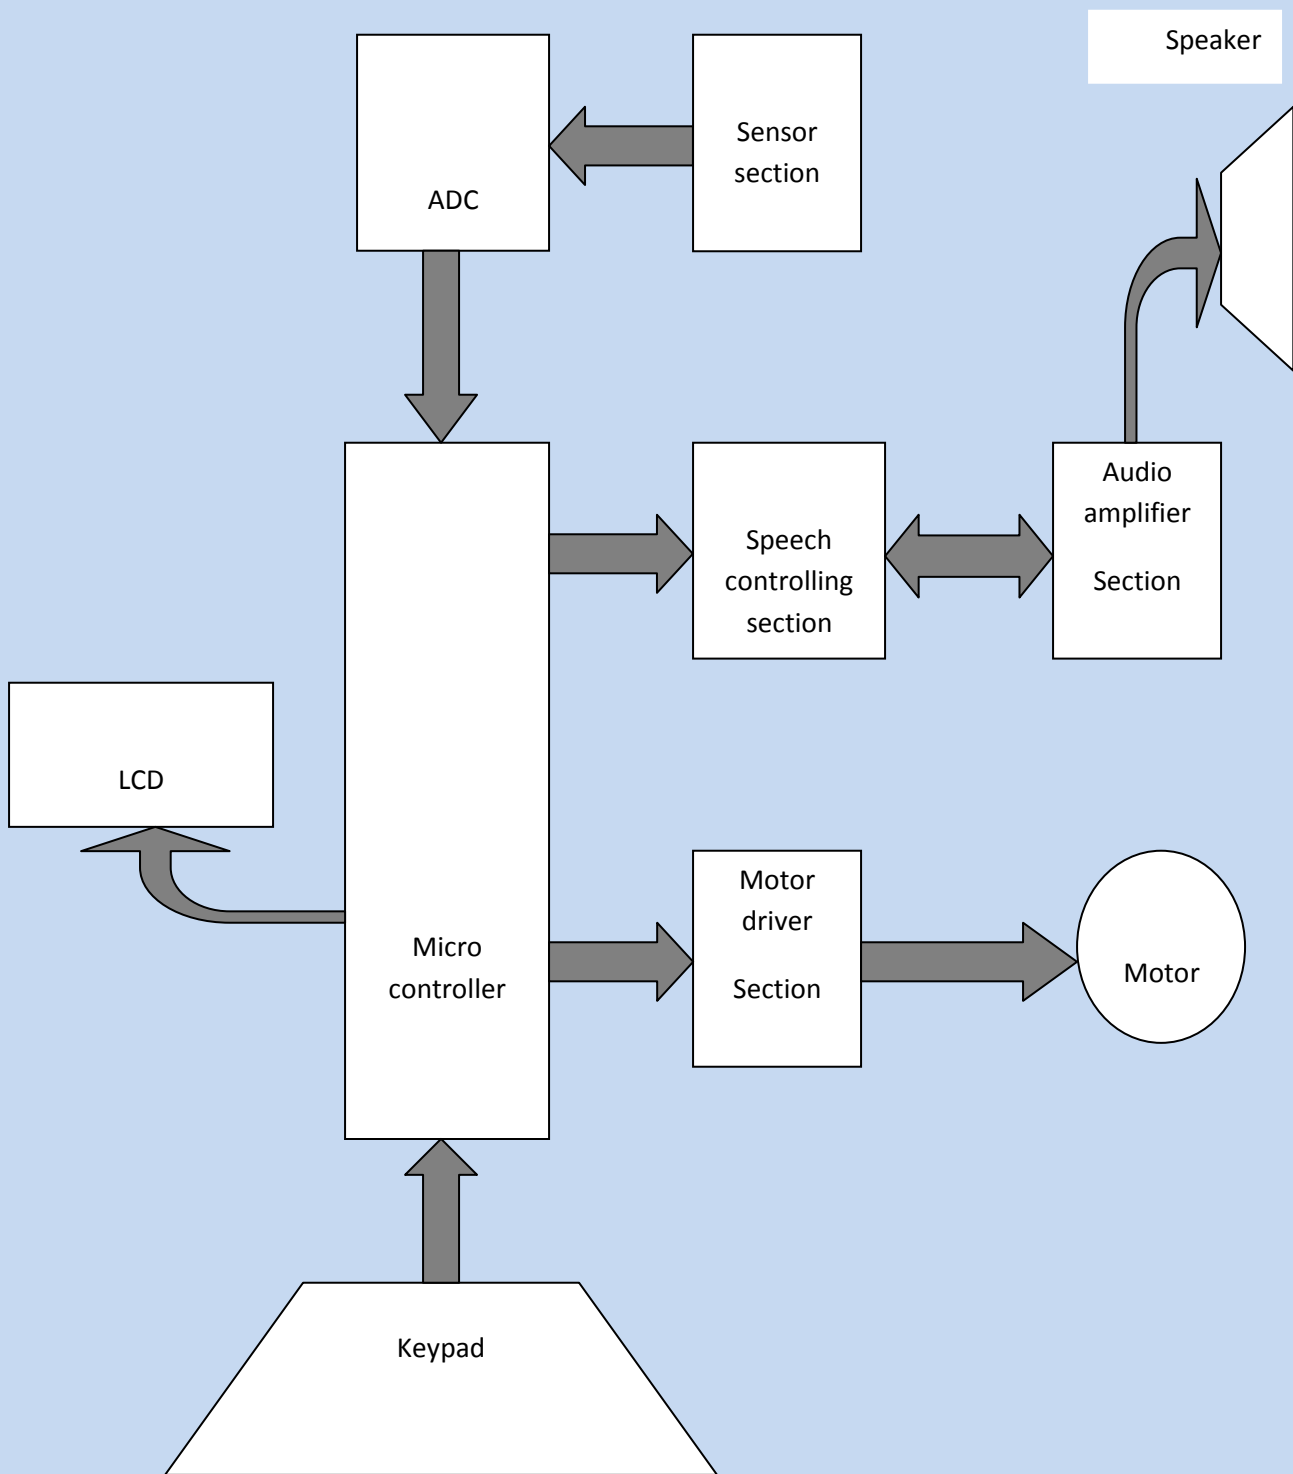 Speaker
Sensor
section
ADC
Audio
amplifier
Section
Speech
controlling
section
LCD
Motor
driver
Section
Micro
controller
Motor
Keypad